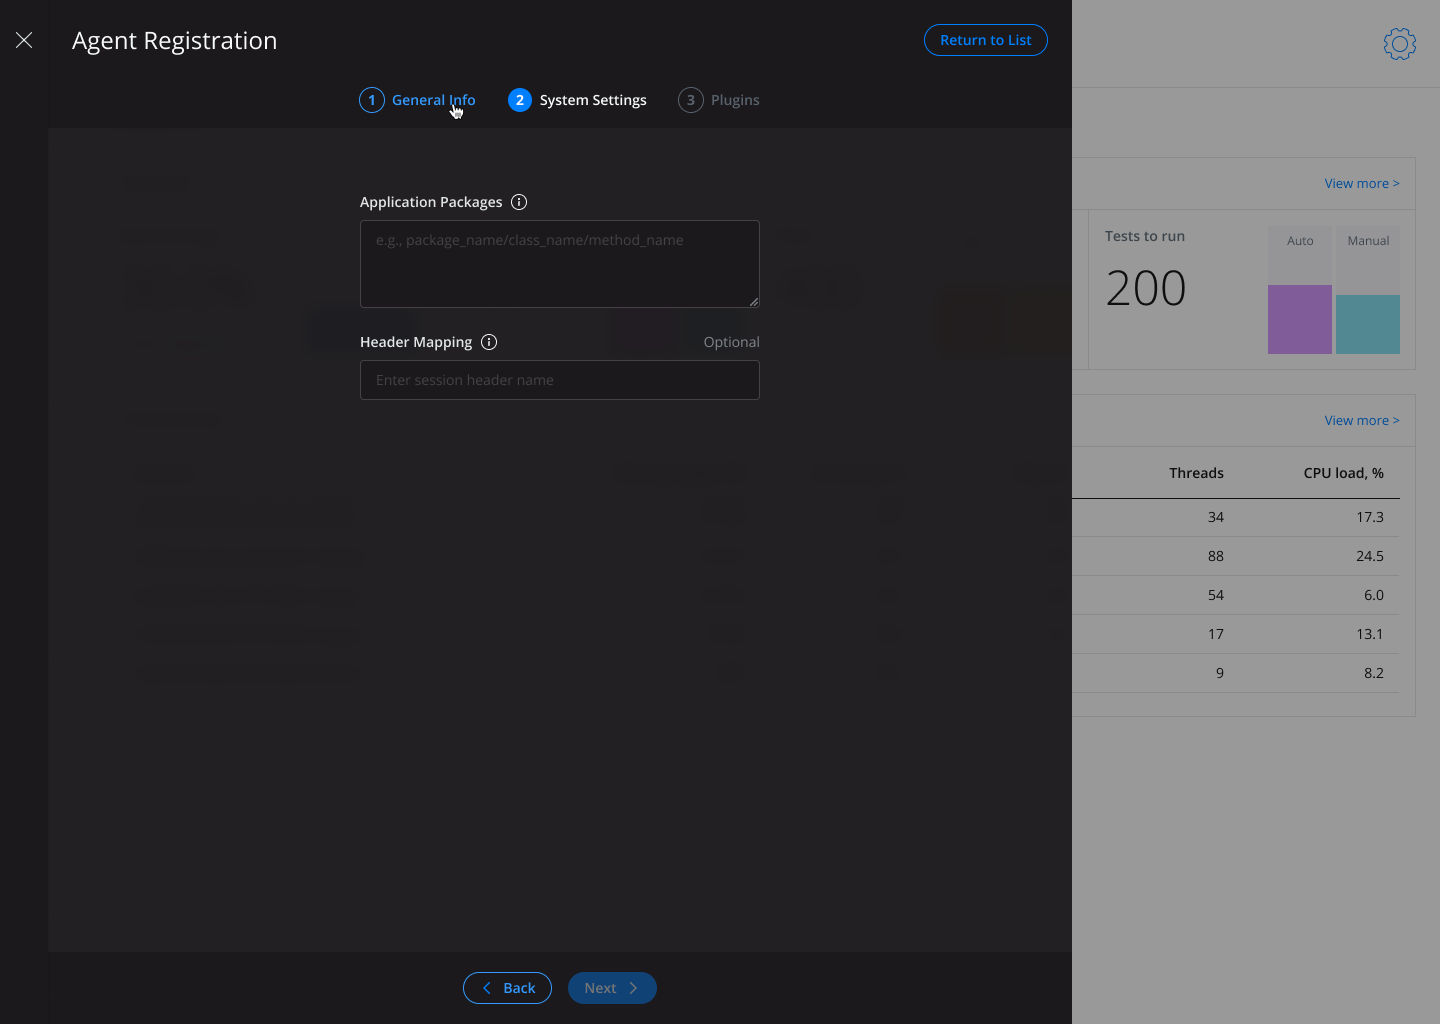 Agent Registration
Return to List
1 General Info 2 System Settings 3 Plugins
Application Packages
e.g., package_name/class_name/method_name
Header Mapping Optional
Enter session header name
Back Next
View more >
Tests to run
200
Auto Manual
View more >
Threads CPU load, %
34 17.3
88 24.5
54 6.0
17 13.1
9 8.2